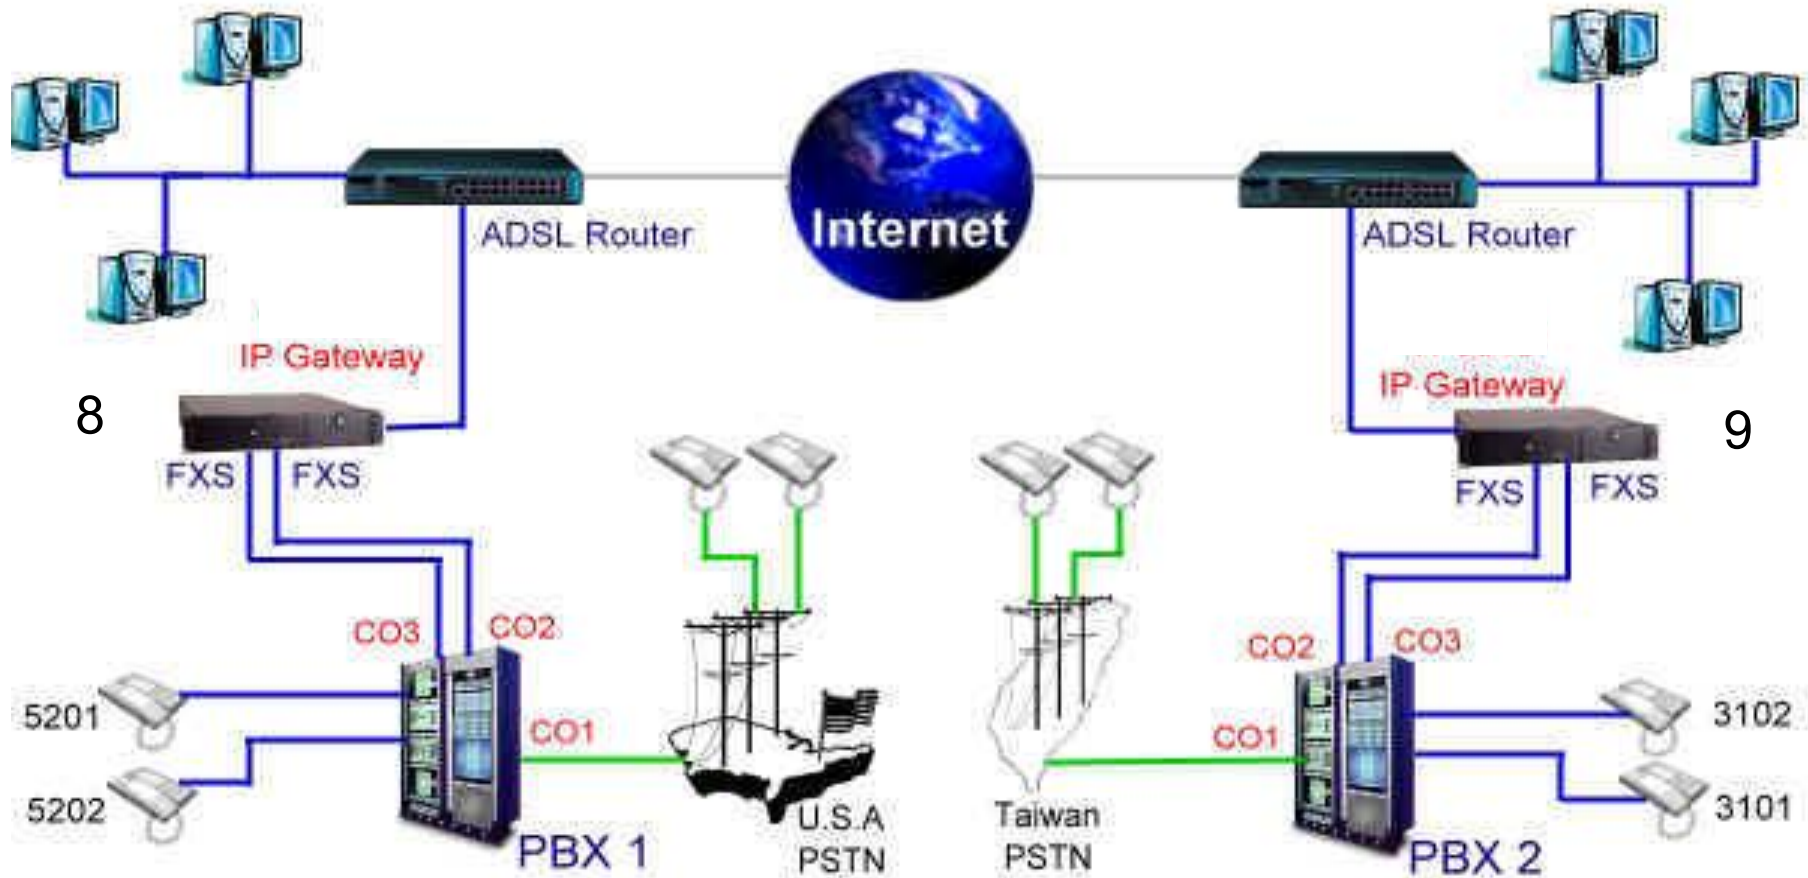 Internet
ADSL Router
ADSL Router
IP Gateway
IP Gateway
8
9
FXS
FXS
FXS
FXS
CO3
CO2
CO2
CO3
5201
CO1
CO1
3102
5202
3101
U.S.A
PSTN
Taiwan
PSTN
PBX 1
PBX 2